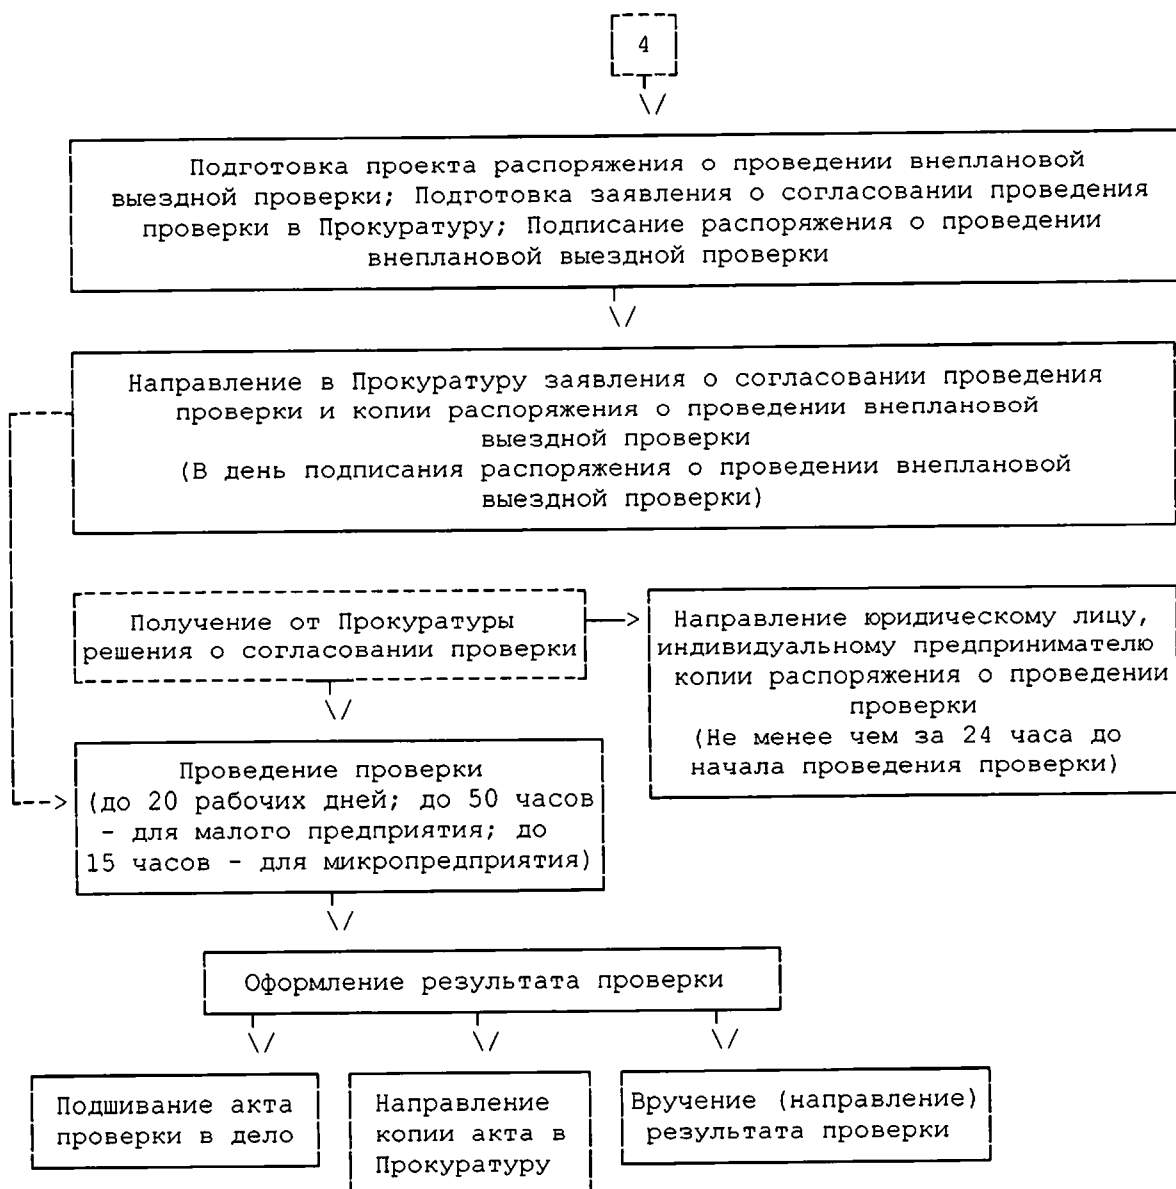 4
Подготовка проекта распоряжения о проведении внеплановой
выездной проверки; Подготовка заявления о согласовании проведения
проверки в Прокуратуру; Подписание распоряжения о проведении
внеплановой выездной проверки
Направление в Прокуратуру заявления о согласовании проведения
проверки и копии распоряжения о проведении внеплановой
выездной проверки
(В день подписания распоряжения о проведении внеплановой
выездной проверки)
Получение от Прокуратуры
решения о согласовании проверки
Направление юридическому лицу,
индивидуальному предпринимателю
копии распоряжения о проведении
проверки
(Не менее чем за 24 часа до
начала проведения проверки)
Проведение проверки
(до 20 рабочих дней; до 50 часов
- для малого предприятия; до
15 часов - для микропредприятия)
Оформление результата проверки
Подшивание акта
проверки в дело
Направление
копии акта в
Прокуратуру
Вручение (направление)
результата проверки